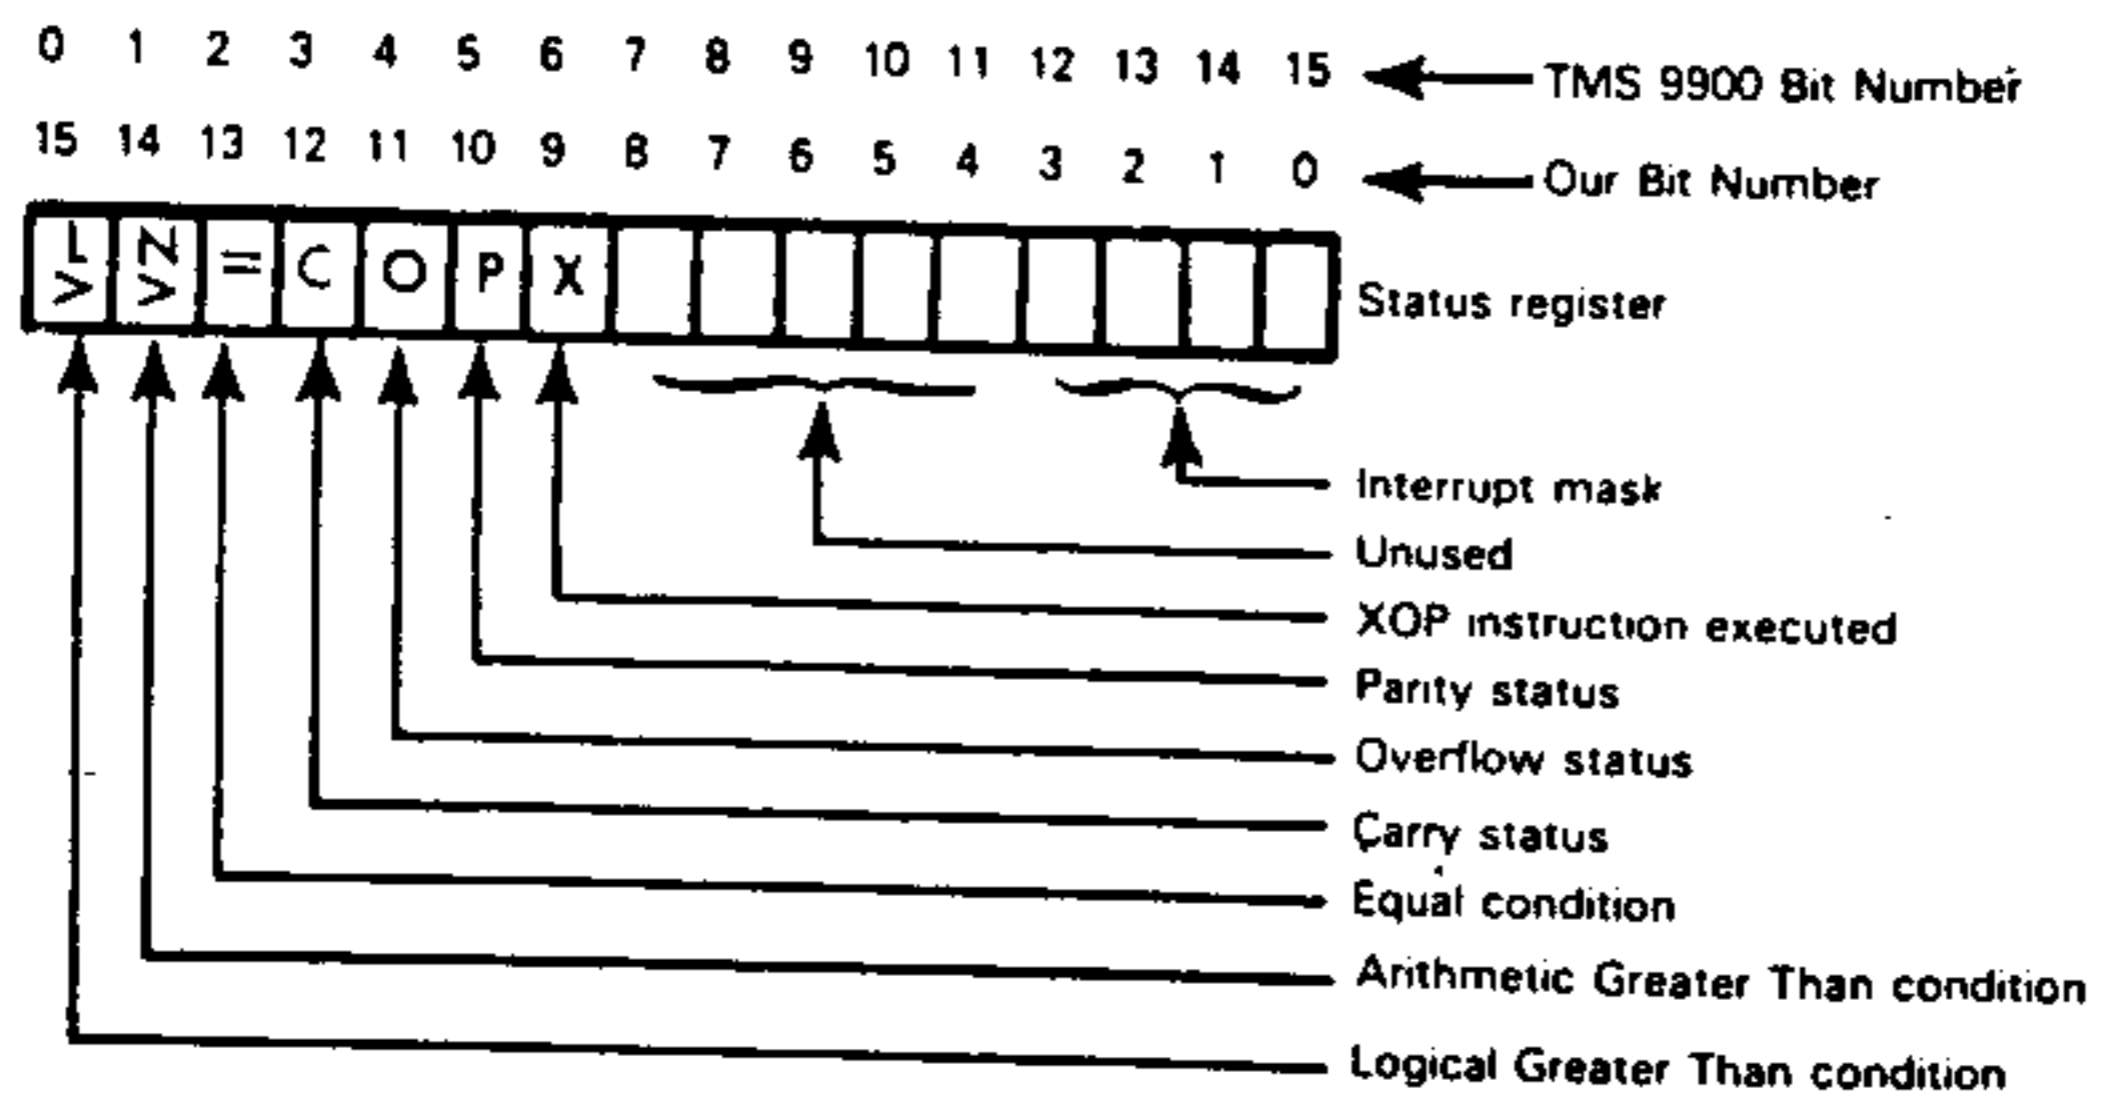 0 1 2 3 4 5 6 7 8 9 10 11 12 13 14 15 TMS 9900 Bit Number
15 14 13 12 11 10 9 8 7 6 5 4 3 2 1 0 Our Bit Number
>L >Z = C O P X Status register
Interrupt mask
Unused
XOP instruction executed
Parity status
Overflow status
Carry status
Equal condition
Arithmetic Greater Than condition
Logical Greater Than condition